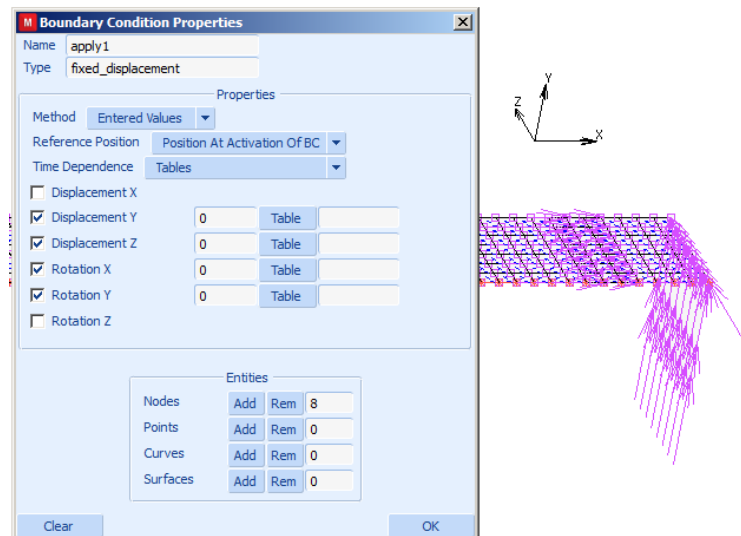 M Boundary Condition Properties
Name apply1
Type fixed_displacement
Properties
Method Entered Values
Reference Position Position At Activation Of BC
Time Dependence Tables
Displacement X
Displacement Y 0 Table
Displacement Z 0 Table
Rotation X 0 Table
Rotation Y 0 Table
Rotation Z
Entities
Nodes Add Rem 8
Points Add Rem 0
Curves Add Rem 0
Surfaces Add Rem 0
Clear OK
Y
Z
X